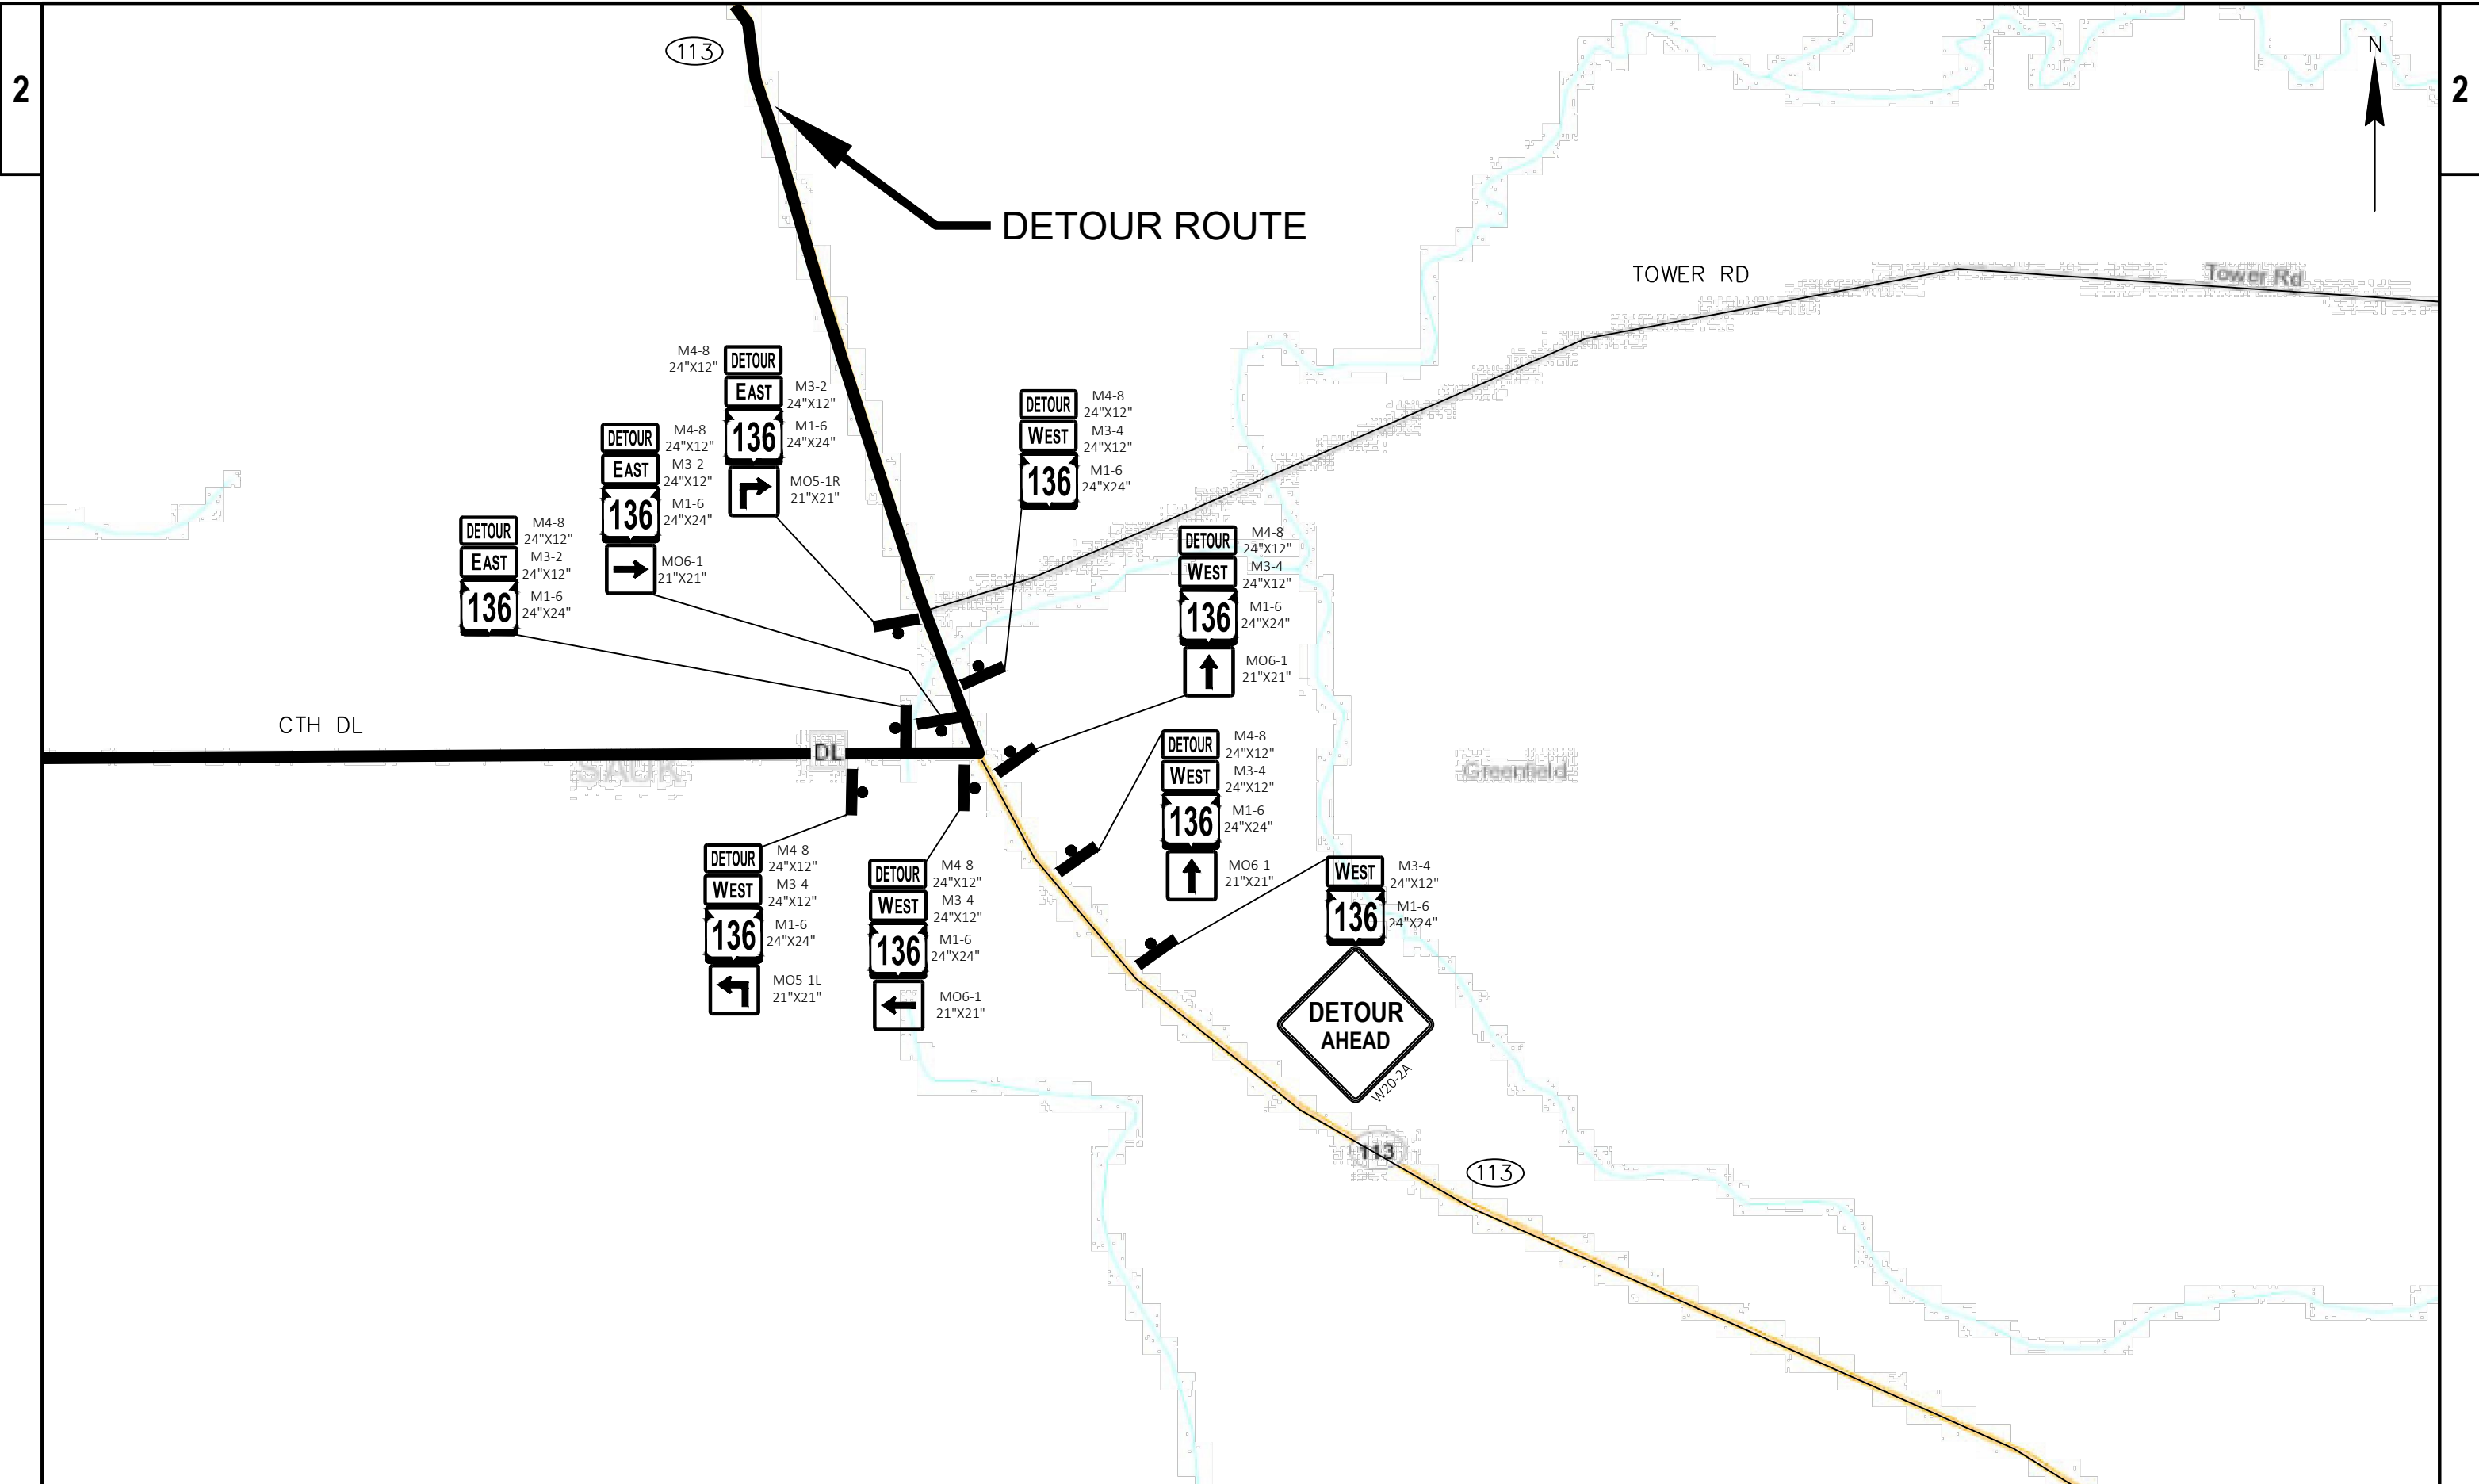 2
2
113
N
DETOUR ROUTE
TOWER RD
Tower Rd
M4-8
24"X12"
DETOUR
EAST
M3-2
24"X12"
136
M1-6
24"X24"
MO5-1R
21"X21"
DETOUR
M4-8
24"X12"
WEST
M3-4
24"X12"
136
M1-6
24"X24"
DETOUR
M4-8
24"X12"
EAST
M3-2
24"X12"
136
M1-6
24"X24"
MO6-1
21"X21"
DETOUR
M4-8
24"X12"
EAST
M3-2
24"X12"
136
M1-6
24"X24"
DETOUR
M4-8
24"X12"
WEST
M3-4
24"X12"
136
M1-6
24"X24"
MO6-1
21"X21"
CTH DL
DL
SAUK
Greenfield
DETOUR
M4-8
24"X12"
WEST
M3-4
24"X12"
136
M1-6
24"X24"
MO6-1
21"X21"
DETOUR
M4-8
24"X12"
WEST
M3-4
24"X12"
136
M1-6
24"X24"
MO5-1L
21"X21"
DETOUR
M4-8
24"X12"
WEST
M3-4
24"X12"
136
M1-6
24"X24"
MO6-1
21"X21"
WEST
M3-4
24"X12"
136
M1-6
24"X24"
DETOUR
AHEAD
W20-2A
113
113